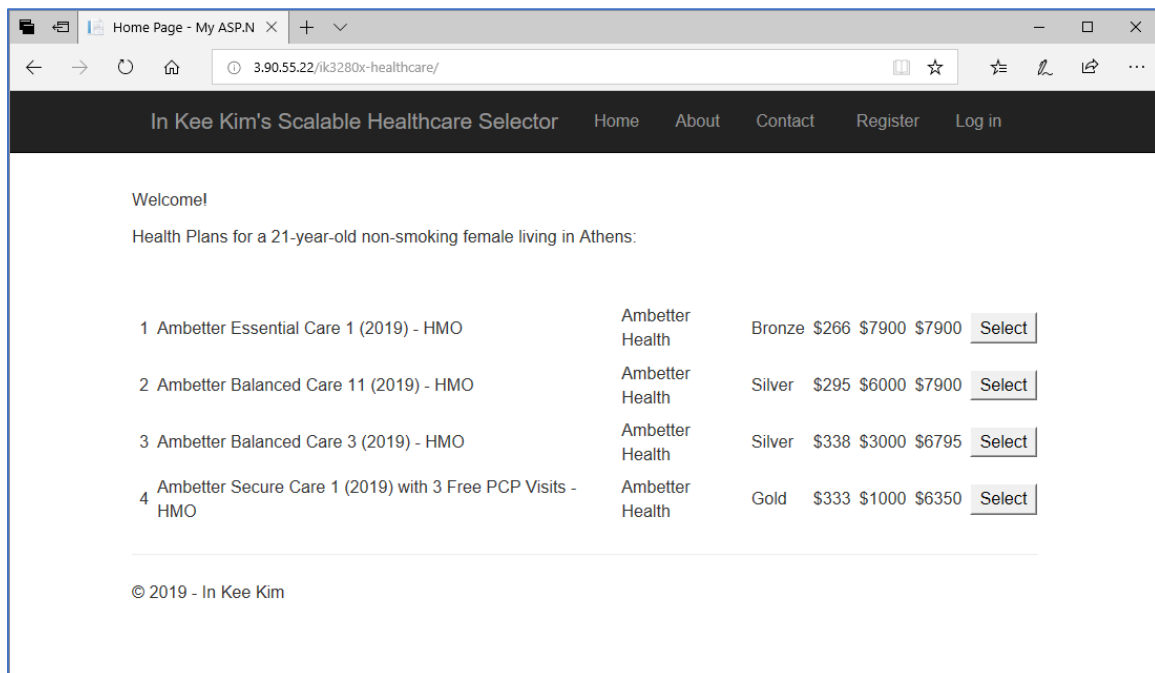 Home Page - My ASP.N
3.90.55.22/ik3280x-healthcare/
In Kee Kim's Scalable Healthcare Selector Home About Contact Register Log in
Welcome!
Health Plans for a 21-year-old non-smoking female living in Athens:
1 Ambetter Essential Care 1 (2019) - HMO Ambetter Health Bronze $266 $7900 $7900 Select
2 Ambetter Balanced Care 11 (2019) - HMO Ambetter Health Silver $295 $6000 $7900 Select
3 Ambetter Balanced Care 3 (2019) - HMO Ambetter Health Silver $338 $3000 $6795 Select
4 Ambetter Secure Care 1 (2019) with 3 Free PCP Visits - HMO Ambetter Health Gold $333 $1000 $6350 Select
© 2019 - In Kee Kim